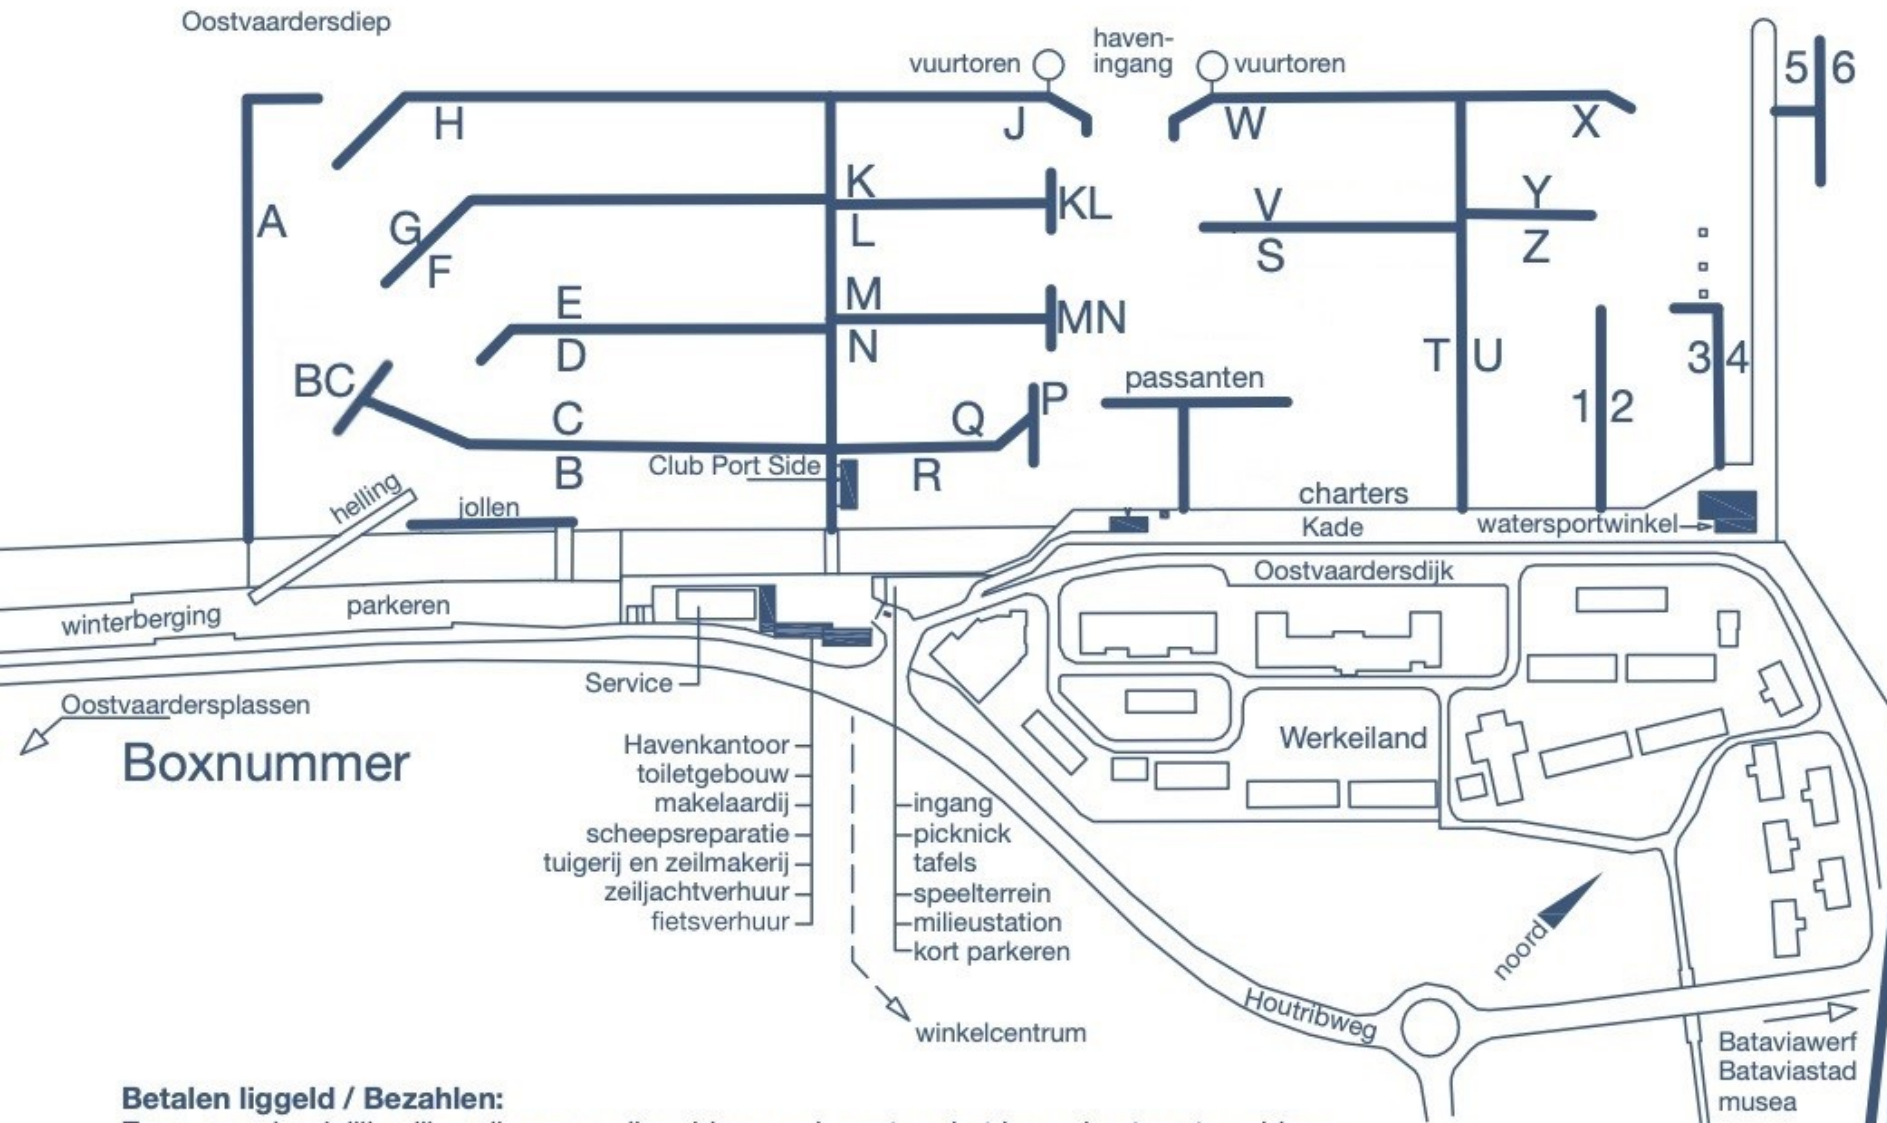 Oostvaardersdiep
vuurtoren
haven-
ingang
vuurtoren
5 6
H
J
W
X
A
G
F
K
L
KL
V
S
Y
Z
E
D
M
N
MN
T U
3 4
BC
C
B
passanten
P
Q
R
1 2
Club Port Side
helling
jollen
charters
Kade
watersportwinkel
Oostvaardersdijk
winterberging
parkeren
Service
Oostvaardersplassen
Boxnummer
Werkeiland
Havenkantoor
toiletgebouw
makelaardij
scheepsreparatie
tuigerij en zeilmakerij
zeiljachtverhuur
fietsverhuur
ingang
picknick
tafels
speelterrein
milieustation
kort parkeren
noord
winkelcentrum
Houtribweg
Bataviawerf
Bataviastad
musea
Betalen liggeld / Bezahlen: